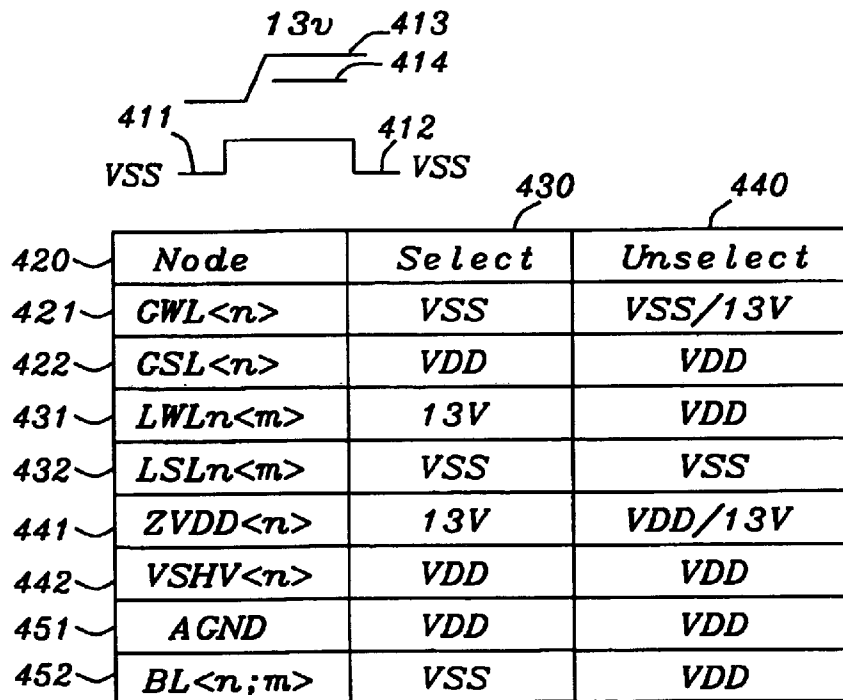 13v 413
414
411 412
VSS VSS
430 440
420 Node Select Unselect
421 GWL<n> VSS VSS/13V
422 GSL<n> VDD VDD
431 LWLn<m> 13V VDD
432 LSLn<m> VSS VSS
441 ZVDD<n> 13V VDD/13V
442 VSHV<n> VDD VDD
451 AGND VDD VDD
452 BL<n;m> VSS VDD